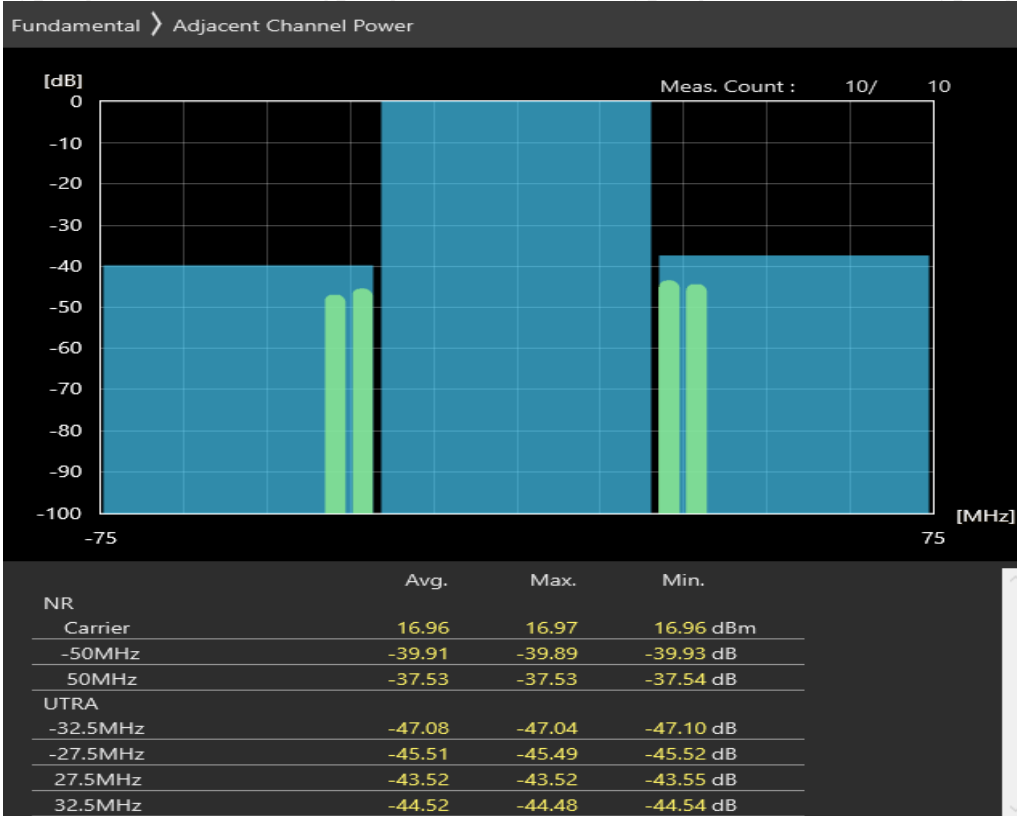 Fundamental > Adjacent Channel Power
[dB]
Meas. Count : 10/ 10
0
-10
-20
-30
-40
-50
-60
-70
-80
-90
-100
[MHz]
-75 75
Avg. Max. Min.
NR
Carrier 16.96 16.97 16.96 dBm
-50MHz -39.91 -39.89 -39.93 dB
50MHz -37.53 -37.53 -37.54 dB
UTRA
-32.5MHz -47.08 -47.04 -47.10 dB
-27.5MHz -45.51 -45.49 -45.52 dB
27.5MHz -43.52 -43.52 -43.55 dB
32.5MHz -44.52 -44.48 -44.54 dB